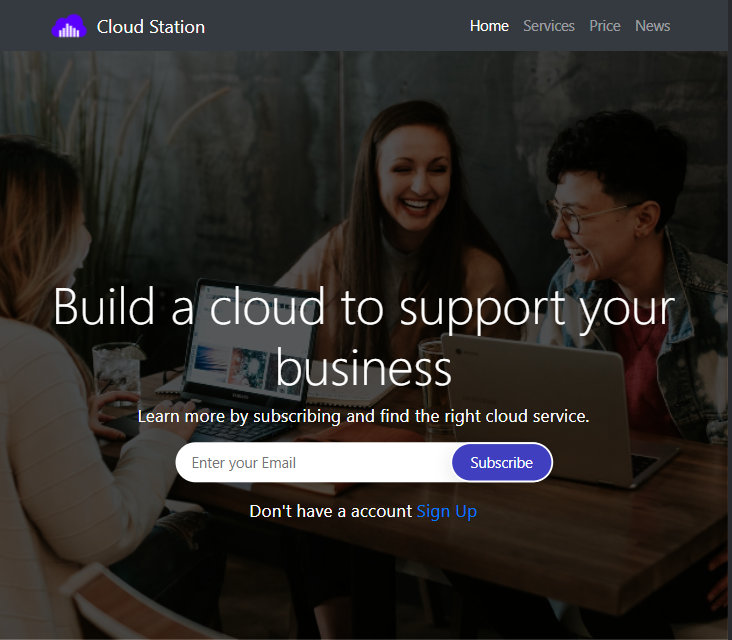 Cloud Station
Home Services Price News
Build a cloud to support your
business
Learn more by subscribing and find the right cloud service.
Enter your Email Subscribe
Don't have a account Sign Up